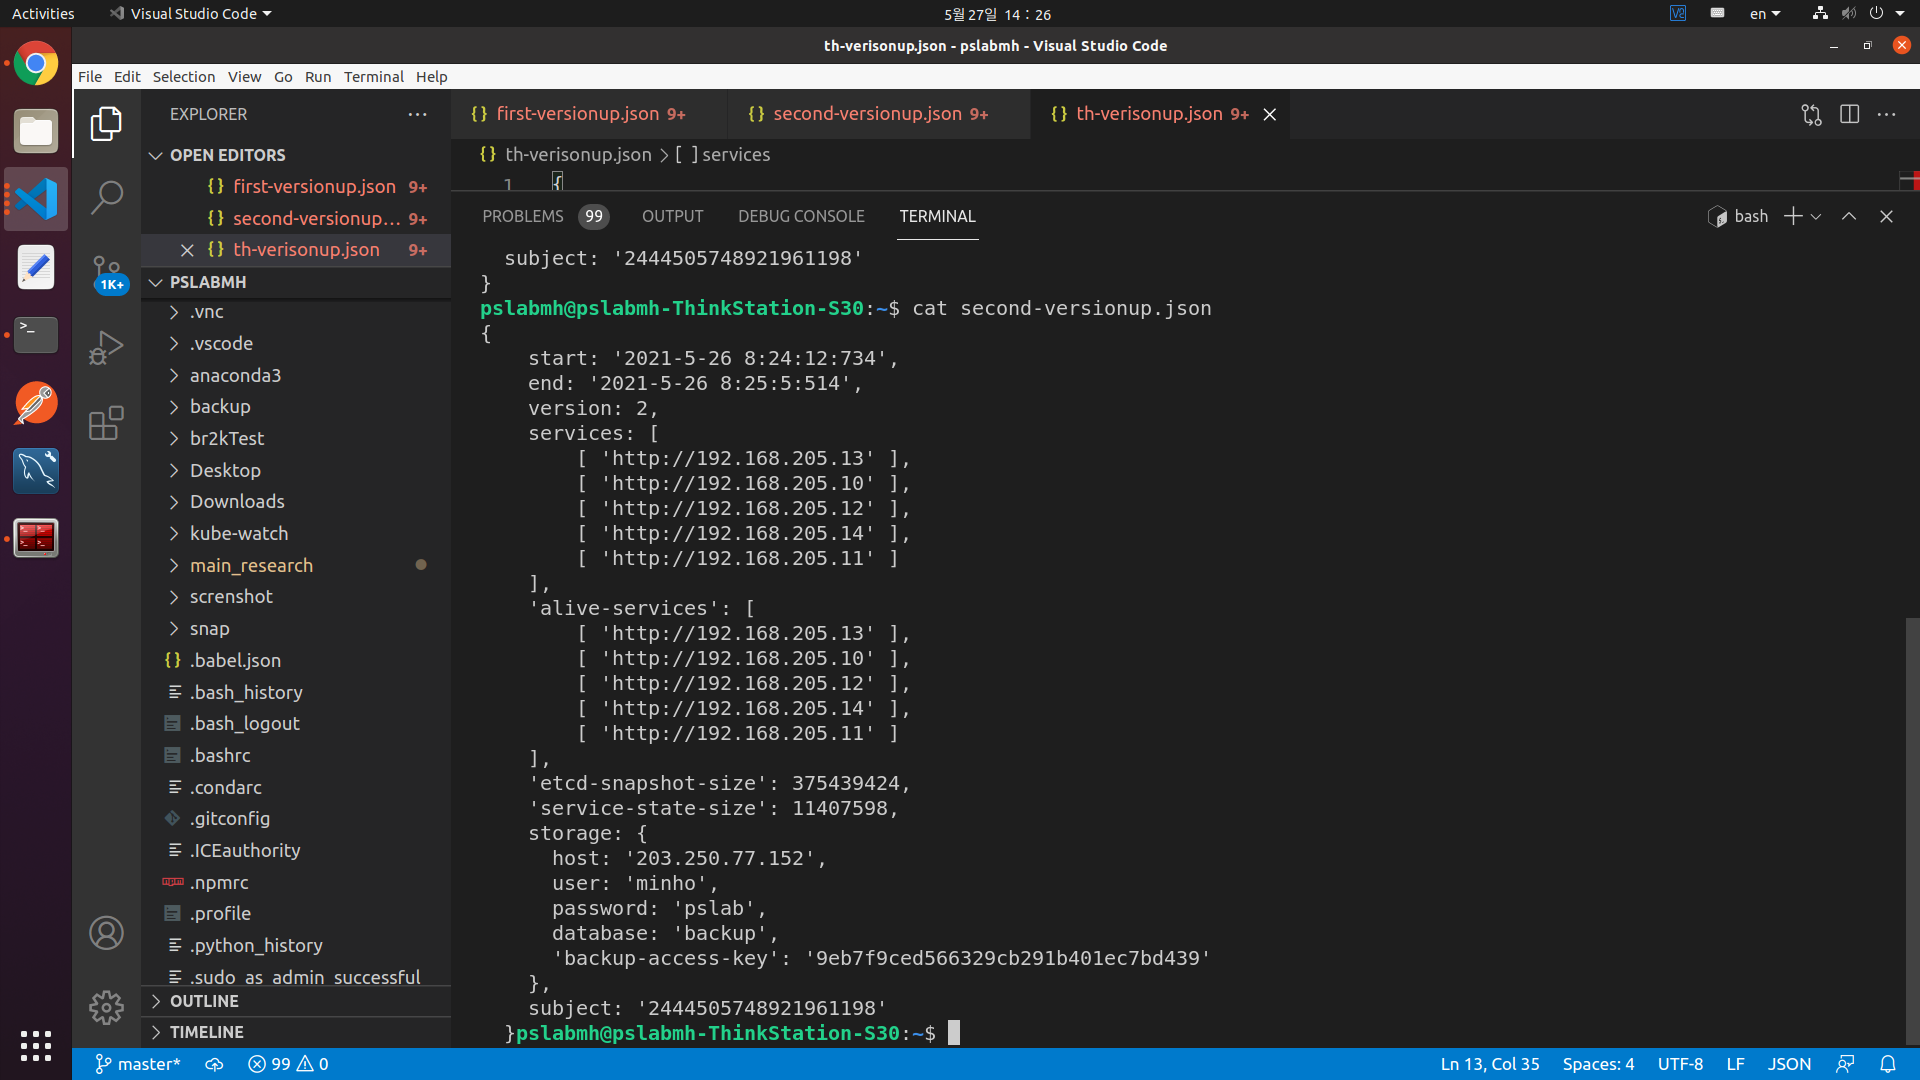 Activities
Visual Studio Code
5월 27일 14：26
en
th-verisonup.json - pslabmh - Visual Studio Code
File Edit Selection View Go Run Terminal Help
EXPLORER
OPEN EDITORS
{} first-versionup.json 9+
{} second-versionup... 9+
{} th-verisonup.json 9+
1K+
PSLABMH
.vnc
.vscode
anaconda3
backup
br2kTest
Desktop
Downloads
kube-watch
main_research
screnshot
snap
{} .babel.json
.bash_history
.bash_logout
.bashrc
.condarc
.gitconfig
.ICEauthority
.npmrc
.profile
.python_history
.sudo_as_admin_successful
OUTLINE
TIMELINE
{} first-versionup.json 9+
{} second-versionup.json 9+
{} th-verisonup.json 9+
{} th-verisonup.json > [ ] services
1 {
PROBLEMS 99 OUTPUT DEBUG CONSOLE TERMINAL
bash
subject: '2444505748921961198'
}
pslabmh@pslabmh-ThinkStation-S30:~$ cat second-versionup.json
{
start: '2021-5-26 8:24:12:734',
end: '2021-5-26 8:25:5:514',
version: 2,
services: [
[ 'http://192.168.205.13' ],
[ 'http://192.168.205.10' ],
[ 'http://192.168.205.12' ],
[ 'http://192.168.205.14' ],
[ 'http://192.168.205.11' ]
],
'alive-services': [
[ 'http://192.168.205.13' ],
[ 'http://192.168.205.10' ],
[ 'http://192.168.205.12' ],
[ 'http://192.168.205.14' ],
[ 'http://192.168.205.11' ]
],
'etcd-snapshot-size': 375439424,
'service-state-size': 11407598,
storage: {
host: '203.250.77.152',
user: 'minho',
password: 'pslab',
database: 'backup',
'backup-access-key': '9eb7f9ced566329cb291b401ec7bd439'
},
subject: '2444505748921961198'
}pslabmh@pslabmh-ThinkStation-S30:~$
master* 99 0
Ln 13, Col 35 Spaces: 4 UTF-8 LF JSON